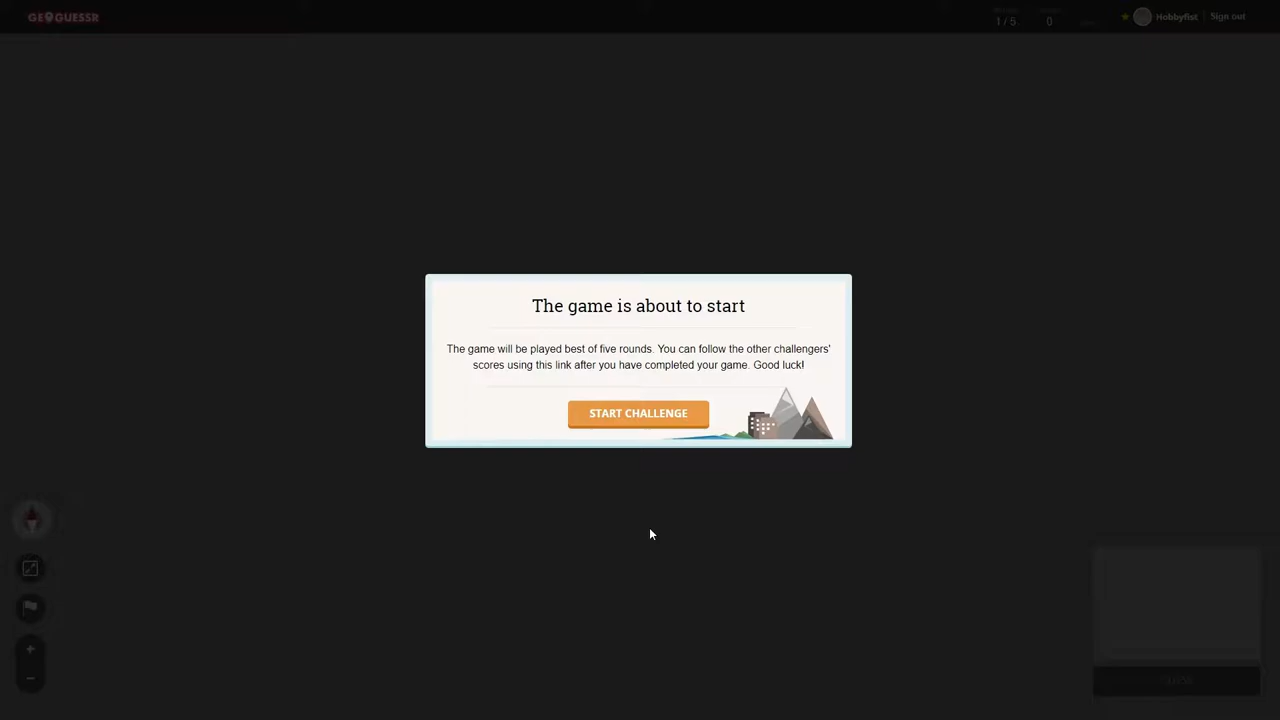 GEOGUESSR
1 / 5
0
Hobbyfist
Sign out
The game is about to start
The game will be played best of five rounds. You can follow the other challengers'
scores using this link after you have completed your game. Good luck!
START CHALLENGE
+
−